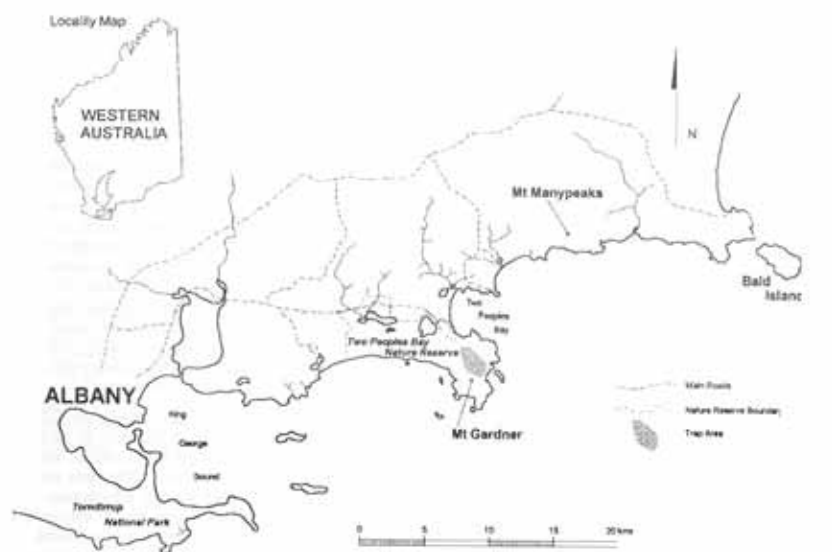 Locality Map
WESTERN
AUSTRALIA
N
Mt Manypeaks
Bald
Island
Two
Peoples
Bay
Two Peoples Bay
Nature Reserve
ALBANY
King
George
Sound
Mt Gardner
Main Roads
Nature Reserve Boundary
Trap Area
Torndirrup
National Park
0 5 10 15 20 kms